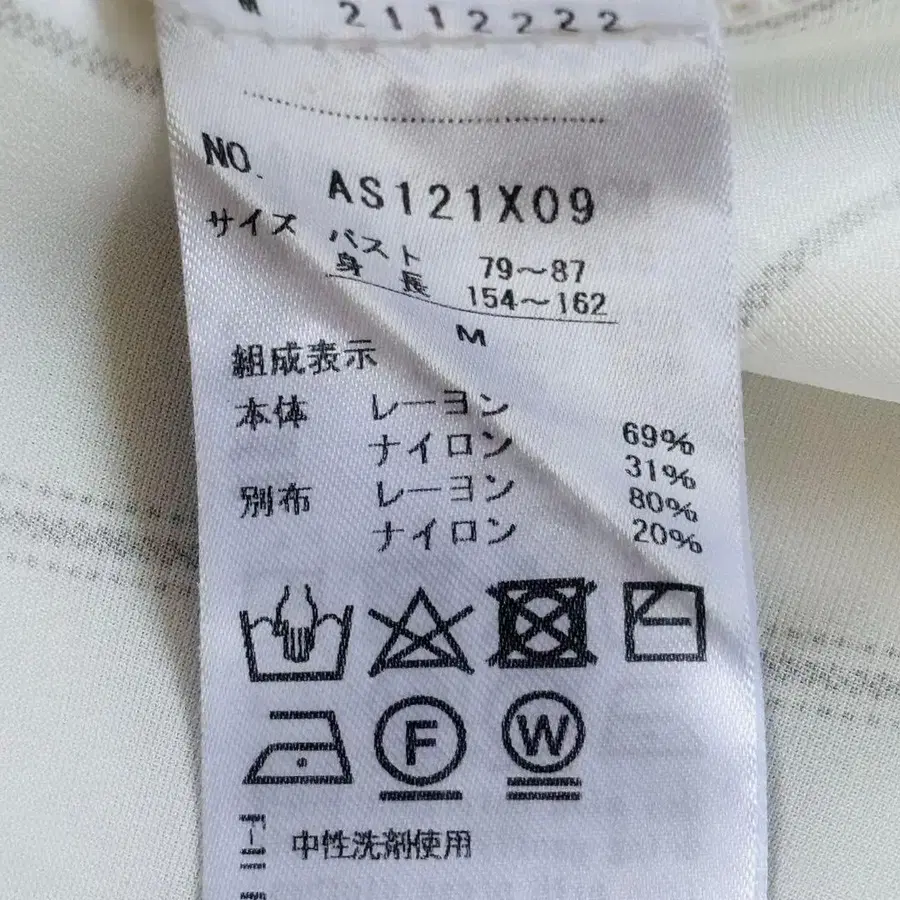 M 2112222
NO. AS121X09
サイズ バスト 79～87
身長 154～162
M
組成表示
本体 レーヨン 69%
ナイロン 31%
別布 レーヨン 80%
ナイロン 20%
F W
中性洗剤使用